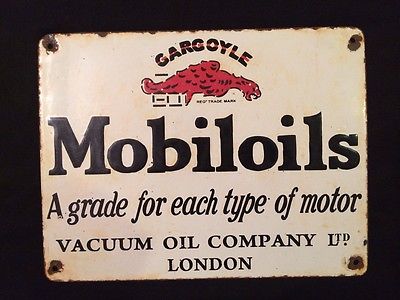 GARGOYLE
REGD TRADE MARK
Mobiloils
A grade for each type of motor
VACUUM OIL COMPANY LTD
LONDON